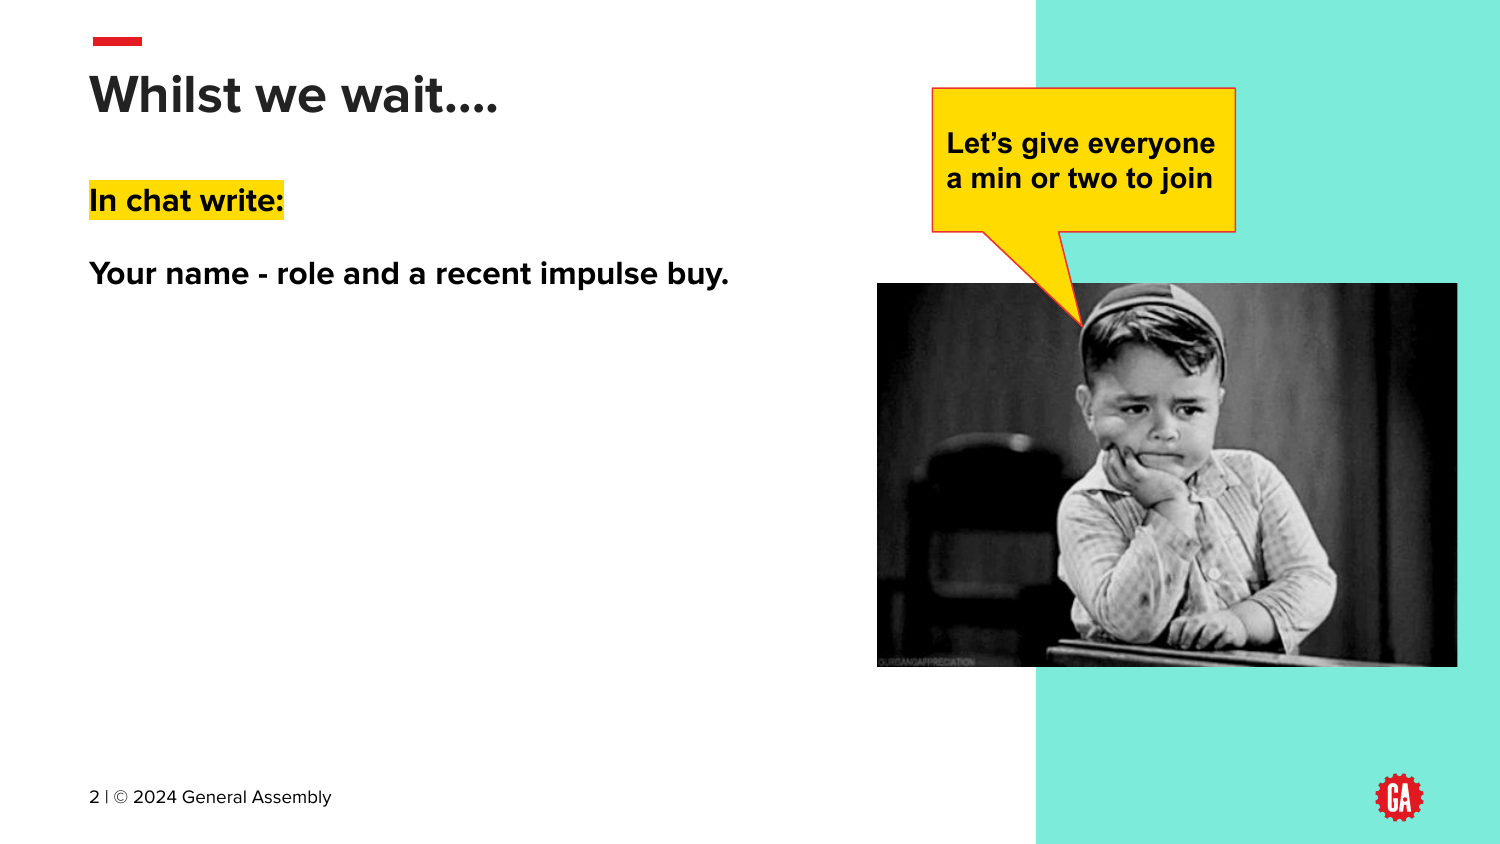 Whilst we wait....
In chat write:
Your name - role and a recent impulse buy.
Let's give everyone
a min or two to join
OURGANGAPPRECIATION
2 | © 2024 General Assembly
GA